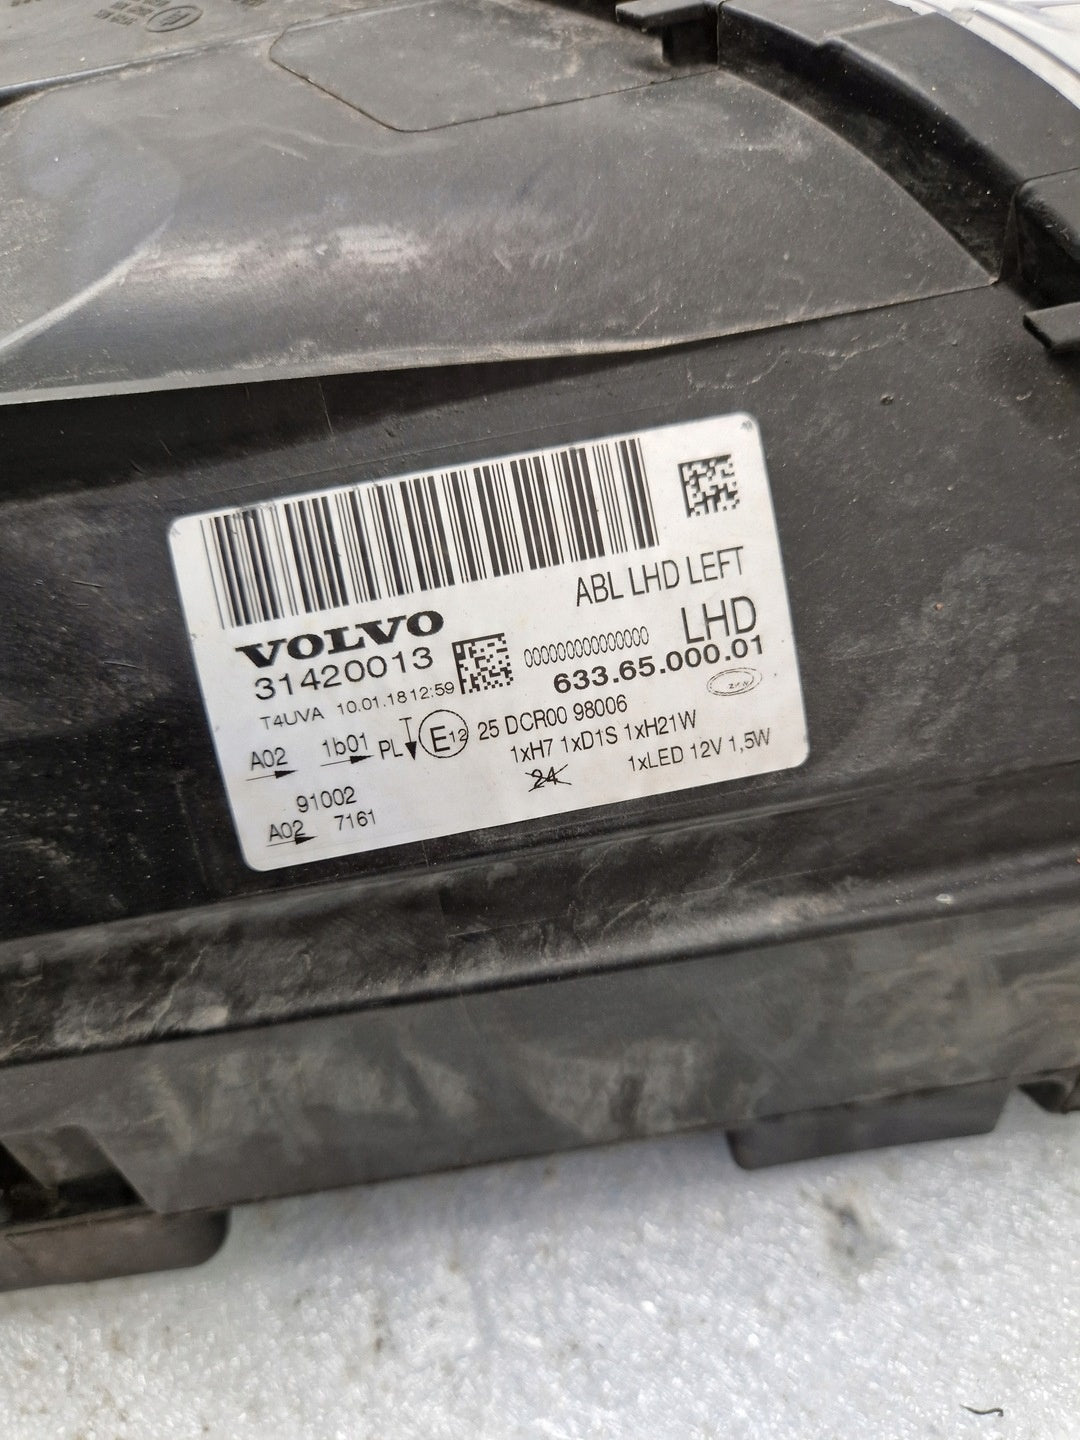 ABL LHD LEFT
VOLVO
LHD
31420013
000000000000000
633.65.000.01
T4UVA 10.01.18 12:59
A02 1b01 PL E12 25 DCR00 98006
1xH7 1xD1S 1xH21W
24
1xLED 12V 1,5W
91002
A02 7161